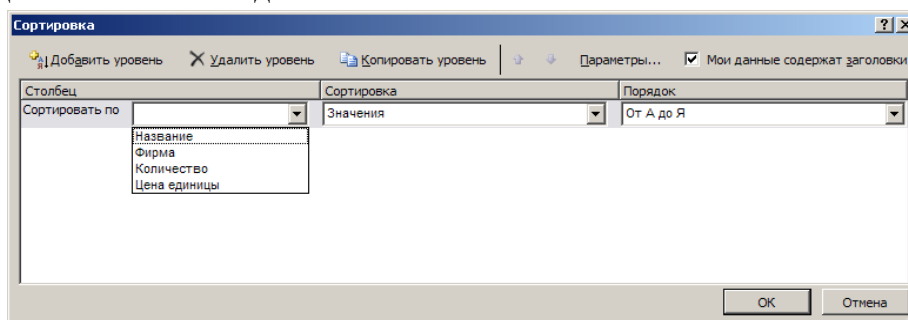 Сортировка
Добавить уровень Удалить уровень Копировать уровень Параметры... Мои данные содержат заголовки
Столбец Сортировка Порядок
Сортировать по Значения От А до Я
Название
Фирма
Количество
Цена единицы
ОК Отмена